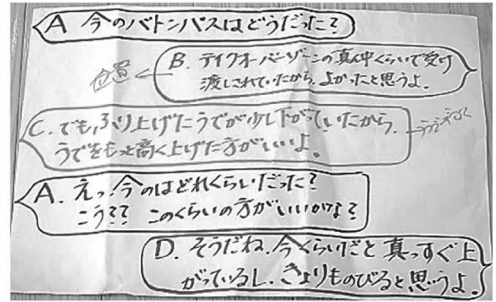 A 今のバトンパスはどうだった?
B. テイクオーバーゾーンの真ん中くらいで受け
渡しされていたから、よかったと思うよ。
位置
C. でも、ふり上げたうでが少し下がっていたから、
うでをもっと高く上げた方がいいよ。
A. えっ、今のはどれくらいだった?
こう?? このくらいの方がいいかな?
D. そうだね。今くらいだと真っすぐ上
がっているし、きょりものびると思うよ。